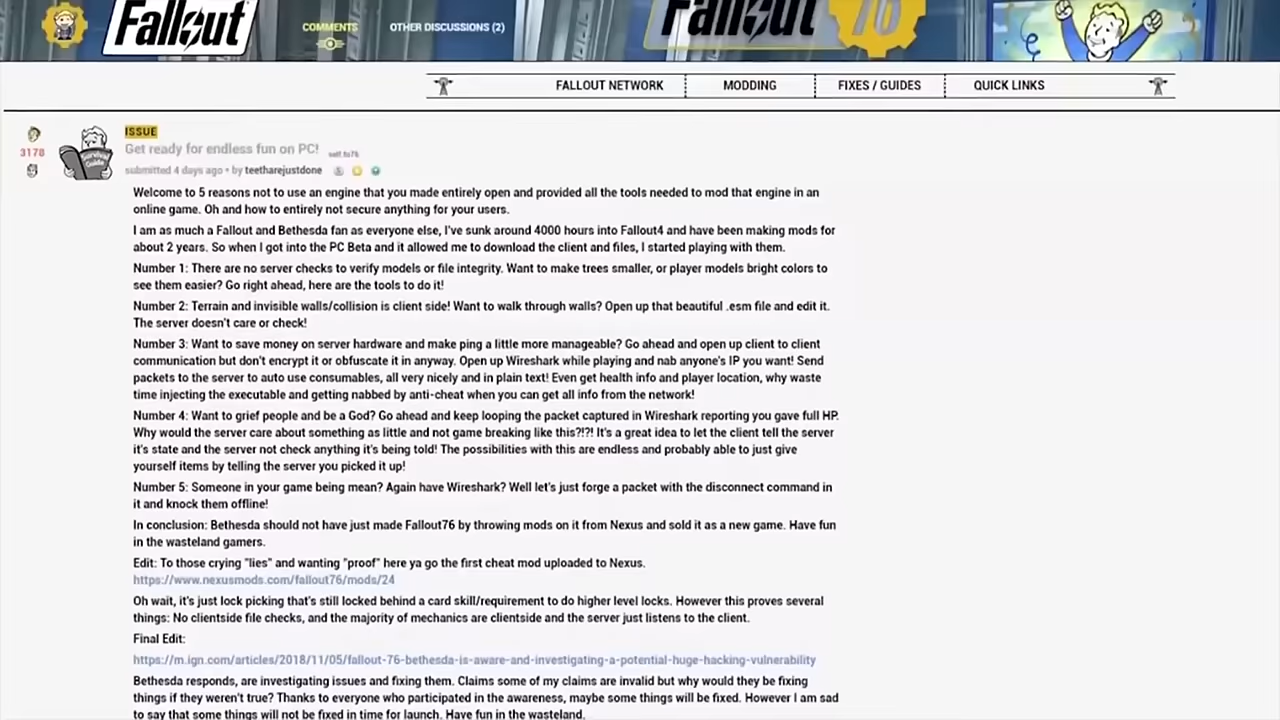 Fallout
COMMENTS
OTHER DISCUSSIONS (2)
Fallout 76
FALLOUT NETWORK
MODDING
FIXES / GUIDES
QUICK LINKS
ISSUE
3178
Survival
Guide
Get ready for endless fun on PC! self.fo76
submitted 4 days ago • by teetharejustdone
Welcome to 5 reasons not to use an engine that you made entirely open and provided all the tools needed to mod that engine in an
online game. Oh and how to entirely not secure anything for your users.
I am as much a Fallout and Bethesda fan as everyone else, I've sunk around 4000 hours into Fallout4 and have been making mods for
about 2 years. So when I got into the PC Beta and it allowed me to download the client and files, I started playing with them.
Number 1: There are no server checks to verify models or file integrity. Want to make trees smaller, or player models bright colors to
see them easier? Go right ahead, here are the tools to do it!
Number 2: Terrain and invisible walls/collision is client side! Want to walk through walls? Open up that beautiful .esm file and edit it.
The server doesn't care or check!
Number 3: Want to save money on server hardware and make ping a little more manageable? Go ahead and open up client to client
communication but don't encrypt it or obfuscate it in anyway. Open up Wireshark while playing and nab anyone's IP you want! Send
packets to the server to auto use consumables, all very nicely and in plain text! Even get health info and player location, why waste
time injecting the executable and getting nabbed by anti-cheat when you can get all info from the network!
Number 4: Want to grief people and be a God? Go ahead and keep looping the packet captured in Wireshark reporting you gave full HP.
Why would the server care about something as little and not game breaking like this?!?! It's a great idea to let the client tell the server
it's state and the server not check anything it's being told! The possibilities with this are endless and probably able to just give
yourself items by telling the server you picked it up!
Number 5: Someone in your game being mean? Again have Wireshark? Well let's just forge a packet with the disconnect command in
it and knock them offline!
In conclusion: Bethesda should not have just made Fallout76 by throwing mods on it from Nexus and sold it as a new game. Have fun
in the wasteland gamers.
Edit: To those crying "lies" and wanting "proof" here ya go the first cheat mod uploaded to Nexus.
https://www.nexusmods.com/fallout76/mods/24
Oh wait, it's just lock picking that's still locked behind a card skill/requirement to do higher level locks. However this proves several
things: No clientside file checks, and the majority of mechanics are clientside and the server just listens to the client.
Final Edit:
https://m.ign.com/articles/2018/11/05/fallout-76-bethesda-is-aware-and-investigating-a-potential-huge-hacking-vulnerability
Bethesda responds, are investigating issues and fixing them. Claims some of my claims are invalid but why would they be fixing
things if they weren't true? Thanks to everyone who participated in the awareness, maybe some things will be fixed. However I am sad
to say that some things will not be fixed in time for launch. Have fun in the wasteland.